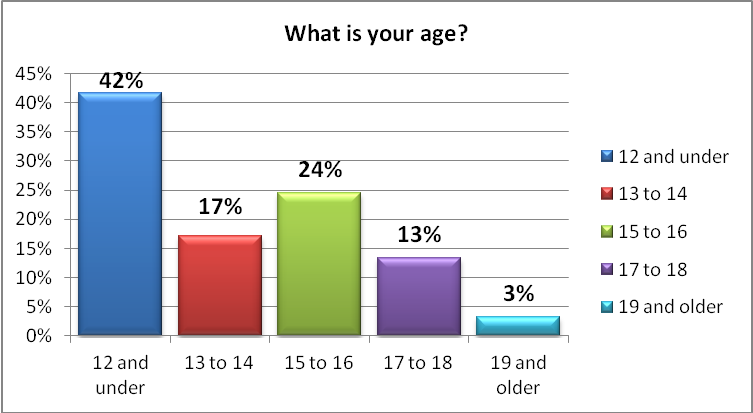 What is your age?
45%
40%
35%
30%
25%
20%
15%
10%
5%
0%
42%
17%
24%
13%
3%
12 and under
13 to 14
15 to 16
17 to 18
19 and older
12 and
under
13 to 14
15 to 16
17 to 18
19 and
older